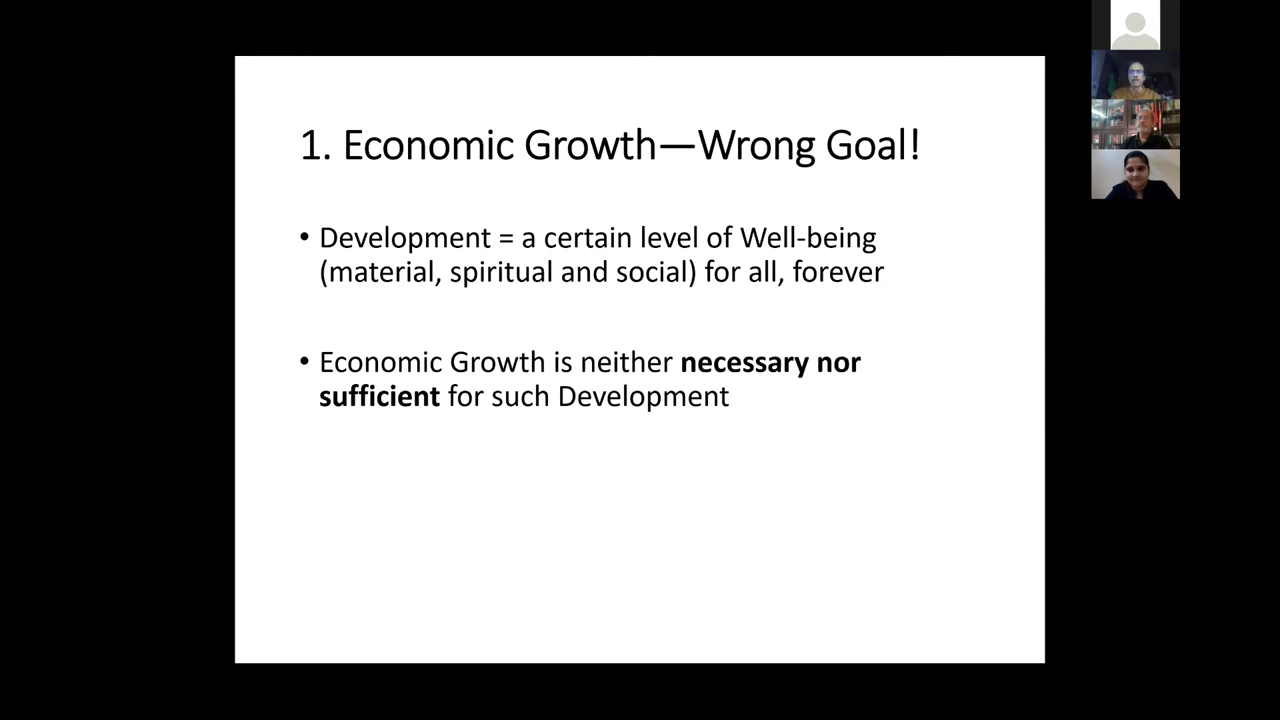 1. Economic Growth—Wrong Goal!
• Development = a certain level of Well-being
(material, spiritual and social) for all, forever
• Economic Growth is neither necessary nor
sufficient for such Development